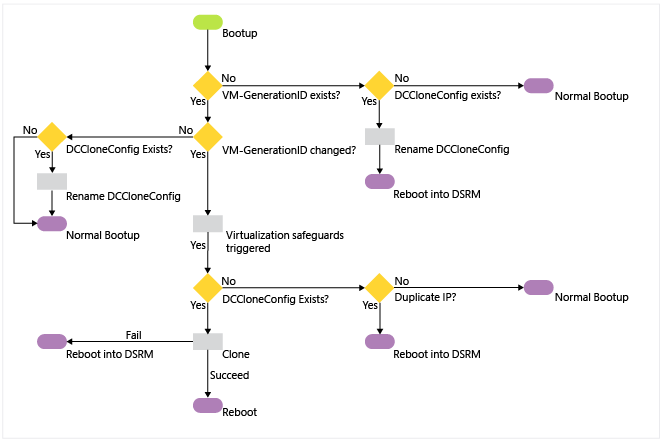 Bootup
No
No
VM-GenerationID exists?
DCCloneConfig exists?
Normal Bootup
Yes
Yes
No
No
DCCloneConfig Exists?
VM-GenerationID changed?
Rename DCCloneConfig
Yes
Yes
Rename DCCloneConfig
Reboot into DSRM
Normal Bootup
Virtualization safeguards
triggered
Yes
No
No
DCCloneConfig Exists?
Duplicate IP?
Normal Bootup
Yes
Yes
Fail
Reboot into DSRM
Clone
Reboot into DSRM
Succeed
Reboot